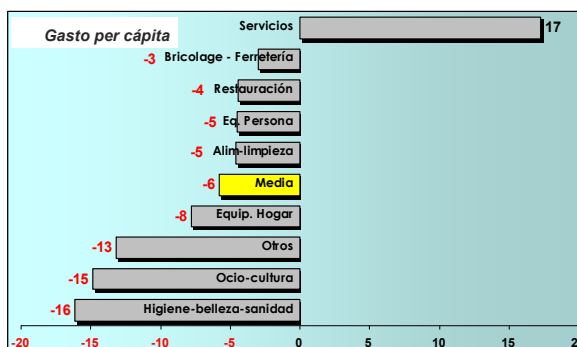 Gasto per cápita
Servicios 17
-3 Bricolage - Ferretería
-4 Restauración
-5 Eq. Persona
-5 Alim-limpieza
-6 Media
-8 Equip. Hogar
-13 Otros
-15 Ocio-cultura
-16 Higiene-belleza-sanidad
-20 -15 -10 -5 0 5 10 15 20